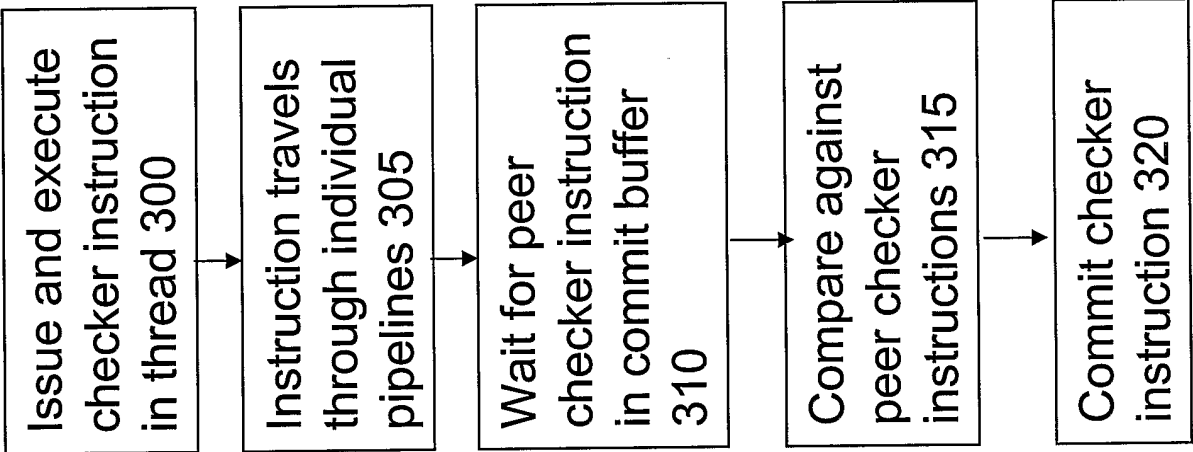 Issue and execute
checker instruction
in thread 300
Instruction travels
through individual
pipelines 305
Wait for peer
checker instruction
in commit buffer
310
Compare against
peer checker
instructions 315
Commit checker
instruction 320